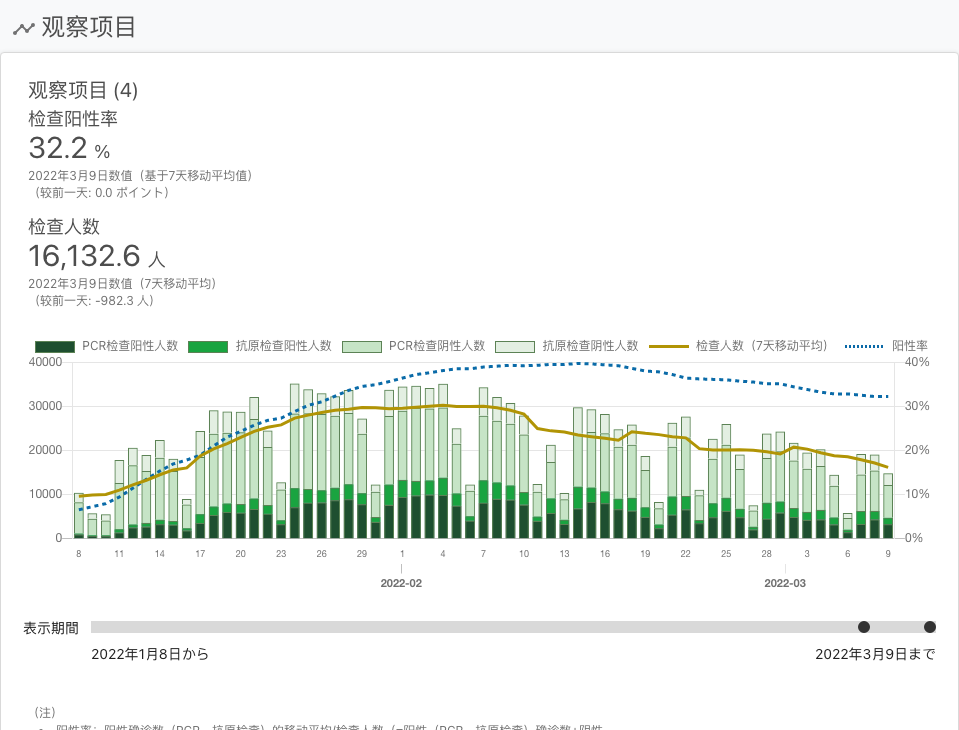 观察项目
观察项目 (4)
检查阳性率
32.2 %
2022年3月9日数值（基于7天移动平均值）
（较前一天: 0.0 ポイント）
检查人数
16,132.6 人
2022年3月9日数值（7天移动平均）
（较前一天: -982.3 人）
PCR检查阳性人数 抗原检查阳性人数 PCR检查阴性人数 抗原检查阴性人数 检查人数（7天移动平均） 阳性率
40000 40%
30000 30%
20000 20%
10000 10%
0 0%
8 11 14 17 20 23 26 29 1 4 7 10 13 16 19 22 25 28 3 6 9
2022-02 2022-03
表示期間
2022年1月8日から 2022年3月9日まで
（注）